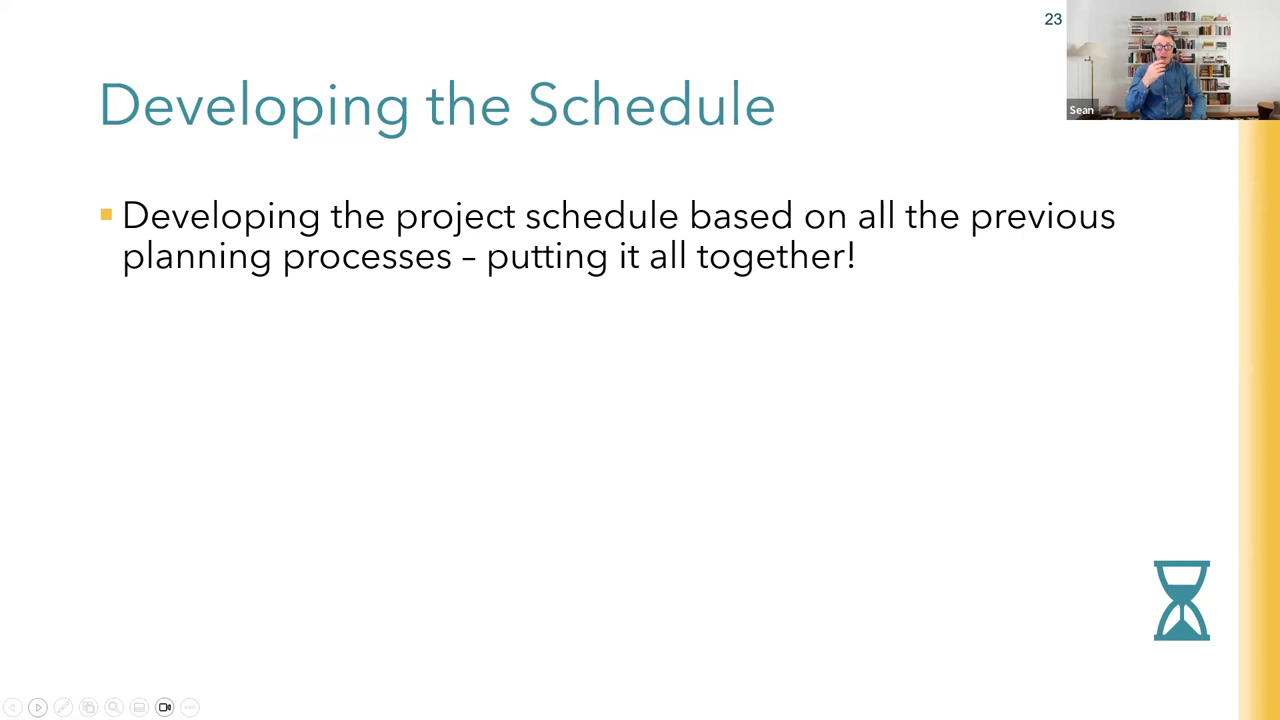 23
Sean
Developing the Schedule
Developing the project schedule based on all the previous
planning processes – putting it all together!